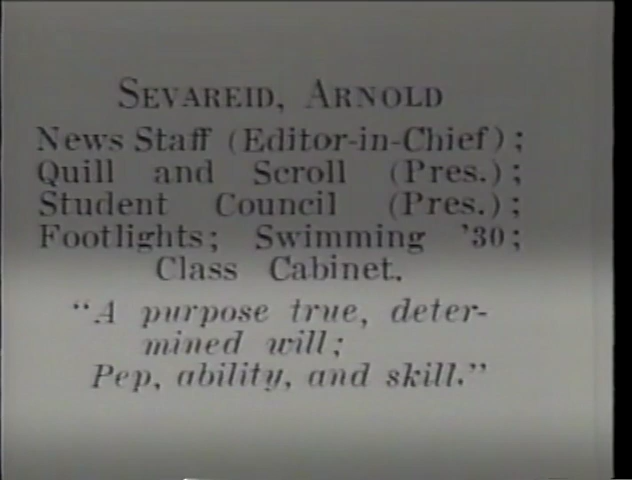 SEVAREID, ARNOLD
News Staff (Editor-in-Chief);
Quill and Scroll (Pres.);
Student Council (Pres.);
Footlights; Swimming '30;
Class Cabinet.
"A purpose true, deter-
mined will;
Pep, ability, and skill."